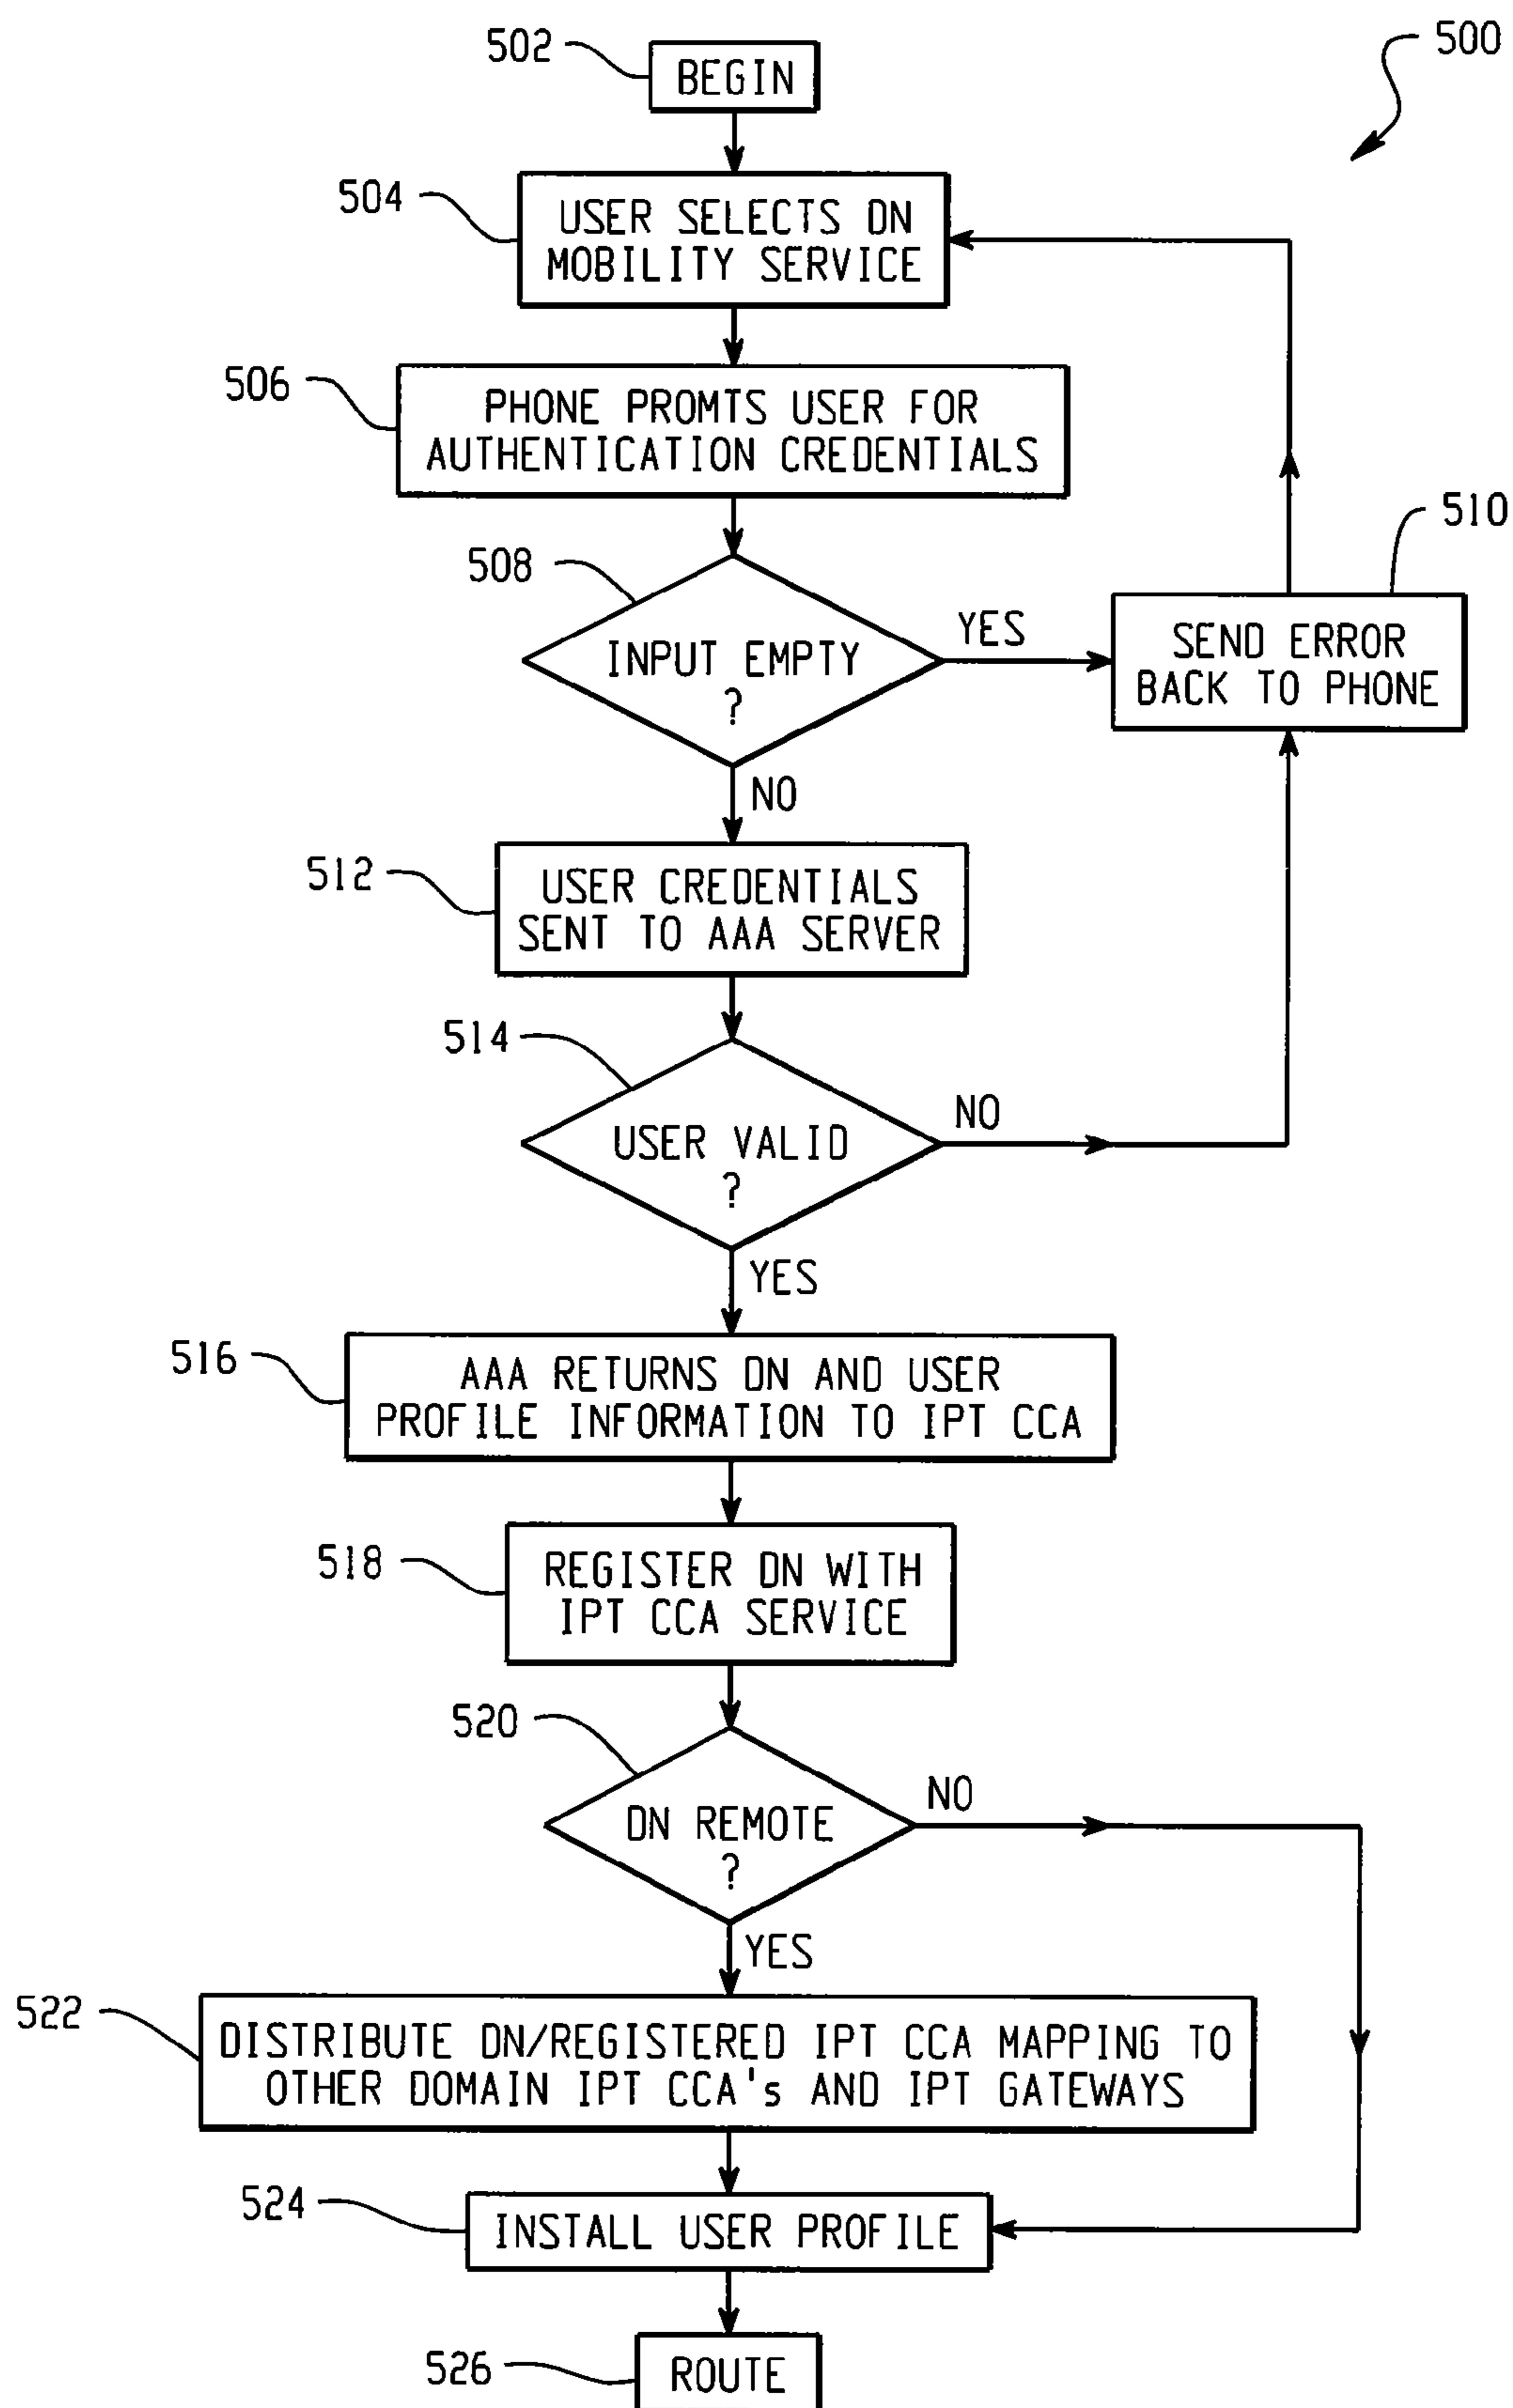 502
BEGIN
500
504
USER SELECTS DN
MOBILITY SERVICE
506
PHONE PROMTS USER FOR
AUTHENTICATION CREDENTIALS
508
INPUT EMPTY
?
YES
510
SEND ERROR
BACK TO PHONE
NO
512
USER CREDENTIALS
SENT TO AAA SERVER
514
USER VALID
?
NO
YES
516
AAA RETURNS DN AND USER
PROFILE INFORMATION TO IPT CCA
518
REGISTER DN WITH
IPT CCA SERVICE
520
DN REMOTE
?
NO
YES
522
DISTRIBUTE DN/REGISTERED IPT CCA MAPPING TO
OTHER DOMAIN IPT CCA's AND IPT GATEWAYS
524
INSTALL USER PROFILE
526
ROUTE